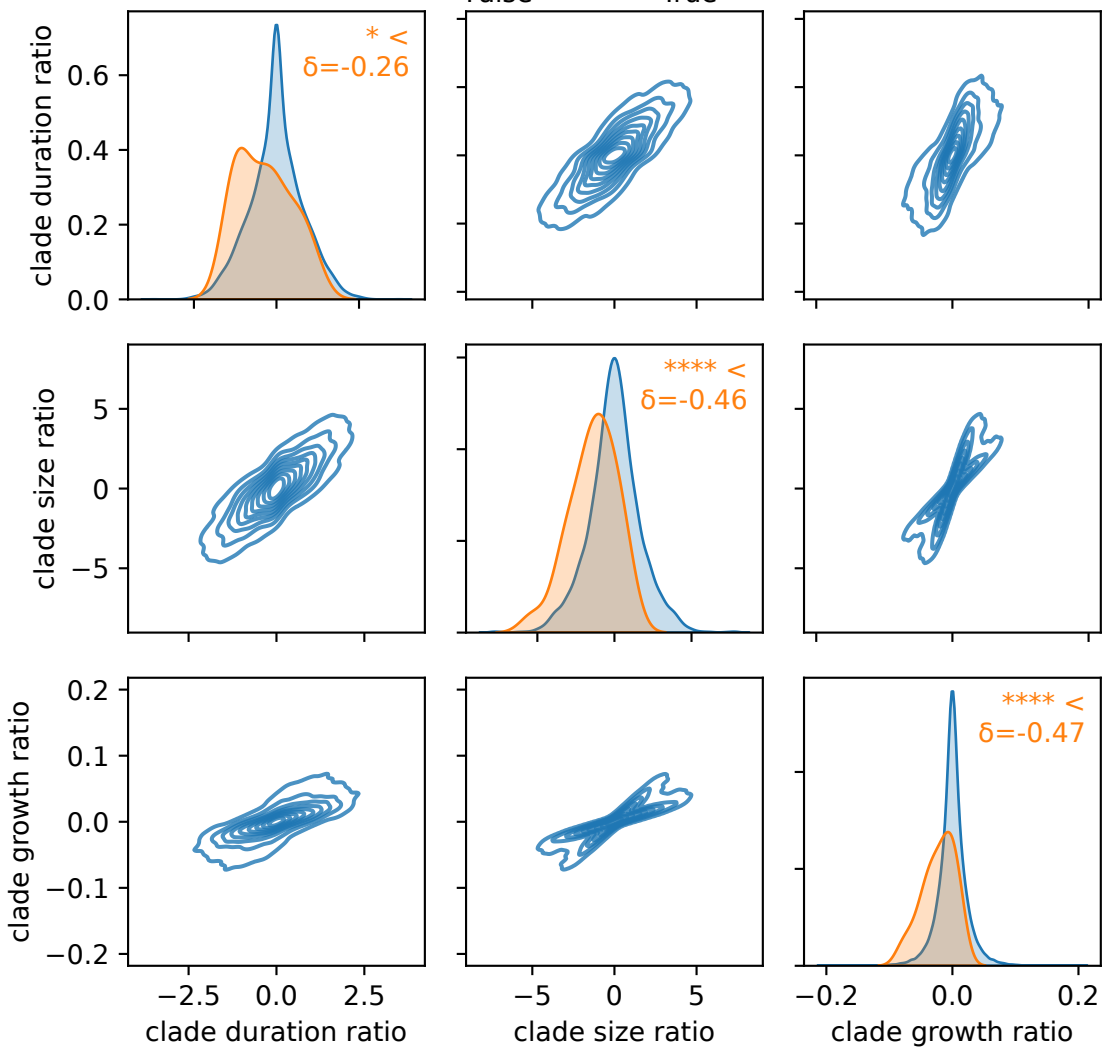 False True
clade duration ratio
0.6
0.4
0.2
0.0
* <
δ=-0.26
clade size ratio
5
0
−5
**** <
δ=-0.46
clade growth ratio
0.2
0.1
0.0
−0.1
−0.2
**** <
δ=-0.47
−2.5 0.0 2.5
−5 0 5
−0.2 0.0 0.2
clade duration ratio
clade size ratio
clade growth ratio